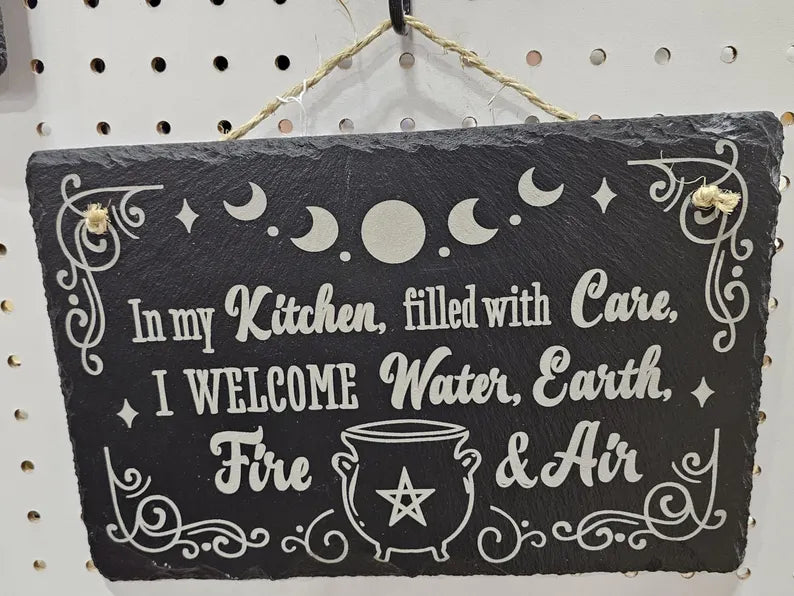 In my Kitchen, filled with Care,
I WELCOME Water, Earth,
Fire & Air